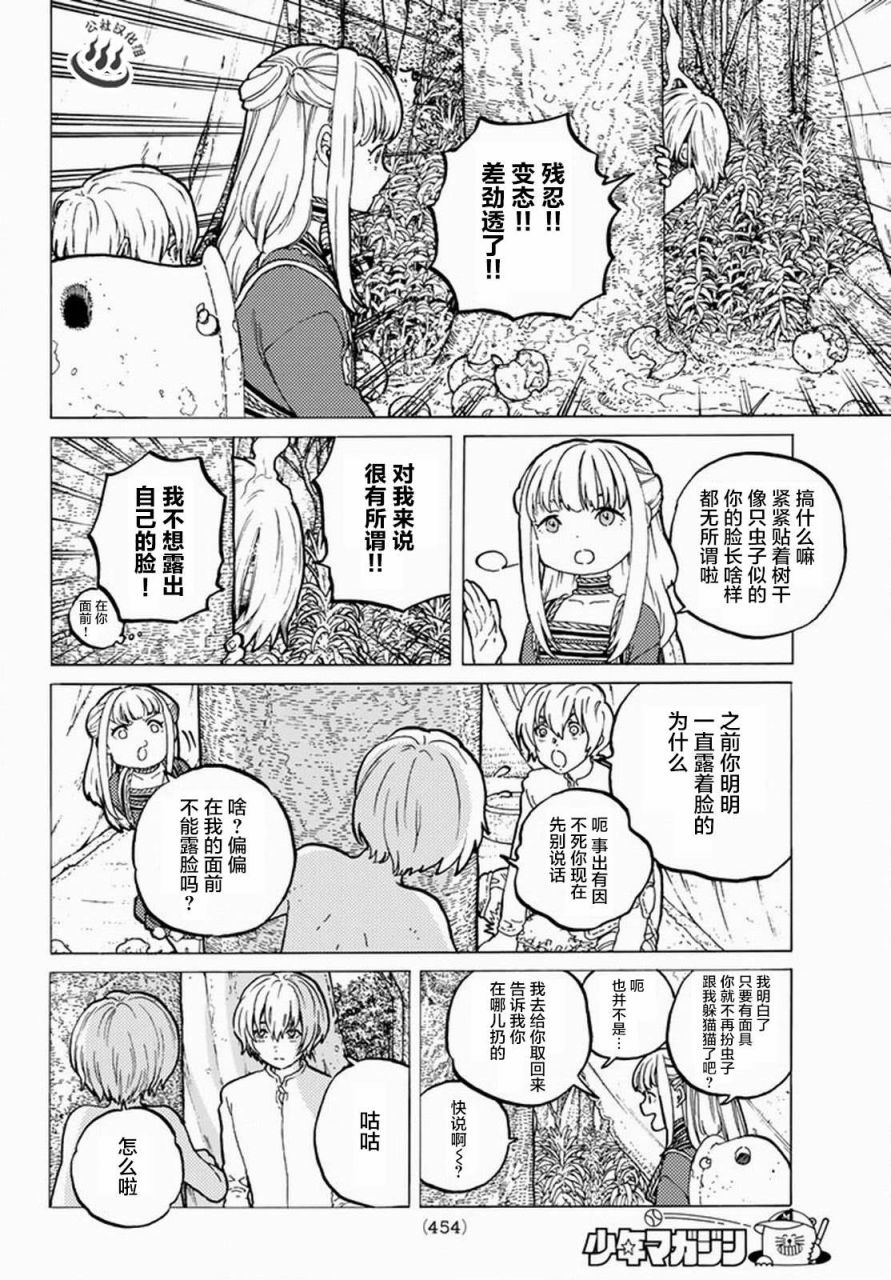 公社汉化组
残忍!!
变态!!
差劲透了!!
搞什么嘛
紧紧贴着树干
像只虫子似的
你的脸长啥样
都无所谓啦
对我来说
很有所谓!!
我不想露出
自己的脸！
在你
面前！
之前你明明
一直露着脸的
为什么
呃 事出有因
不死你现在
先别说话
啥？偏偏
在我的面前
不能露脸吗？
我明白了
只要有面具
你就不再扮虫子
跟我躲猫猫了吧？
呃
也并不是…
我去给你取回来
告诉我你
在哪儿扔的
快说啊～？
咕咕
怎么啦
(454)
少年マガジン